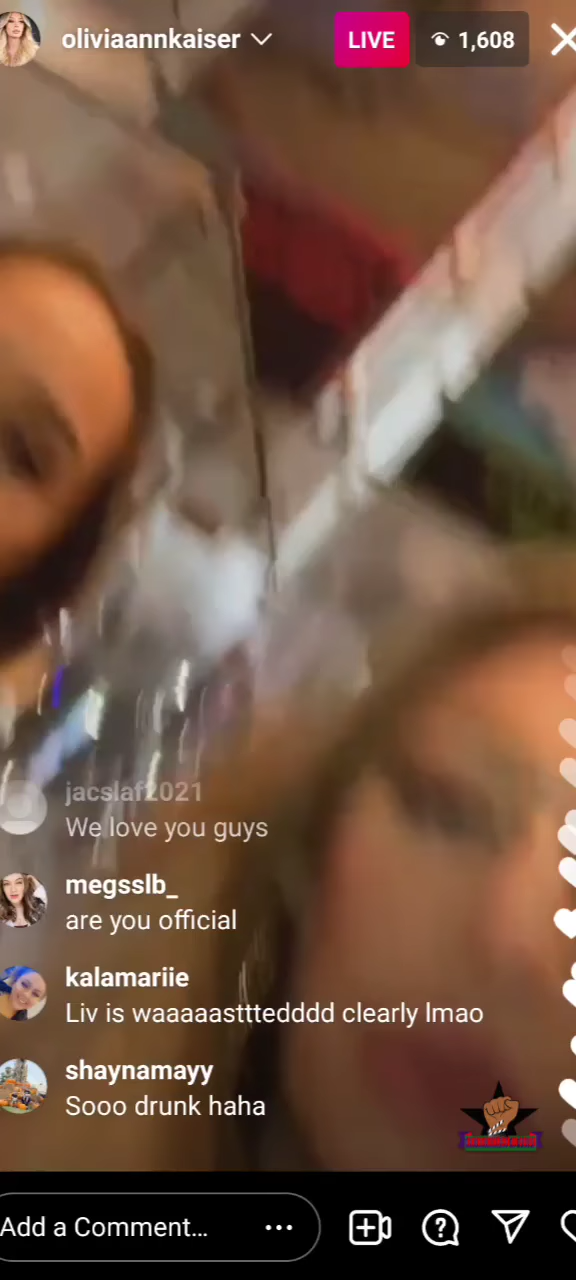 oliviaannkaiser
LIVE
1,608
jacslaf2021
We love you guys
megsslb_
are you official
kalamariie
Liv is waaaaasttteddd clearly lmao
shaynamayy
Sooo drunk haha
Add a Comment...